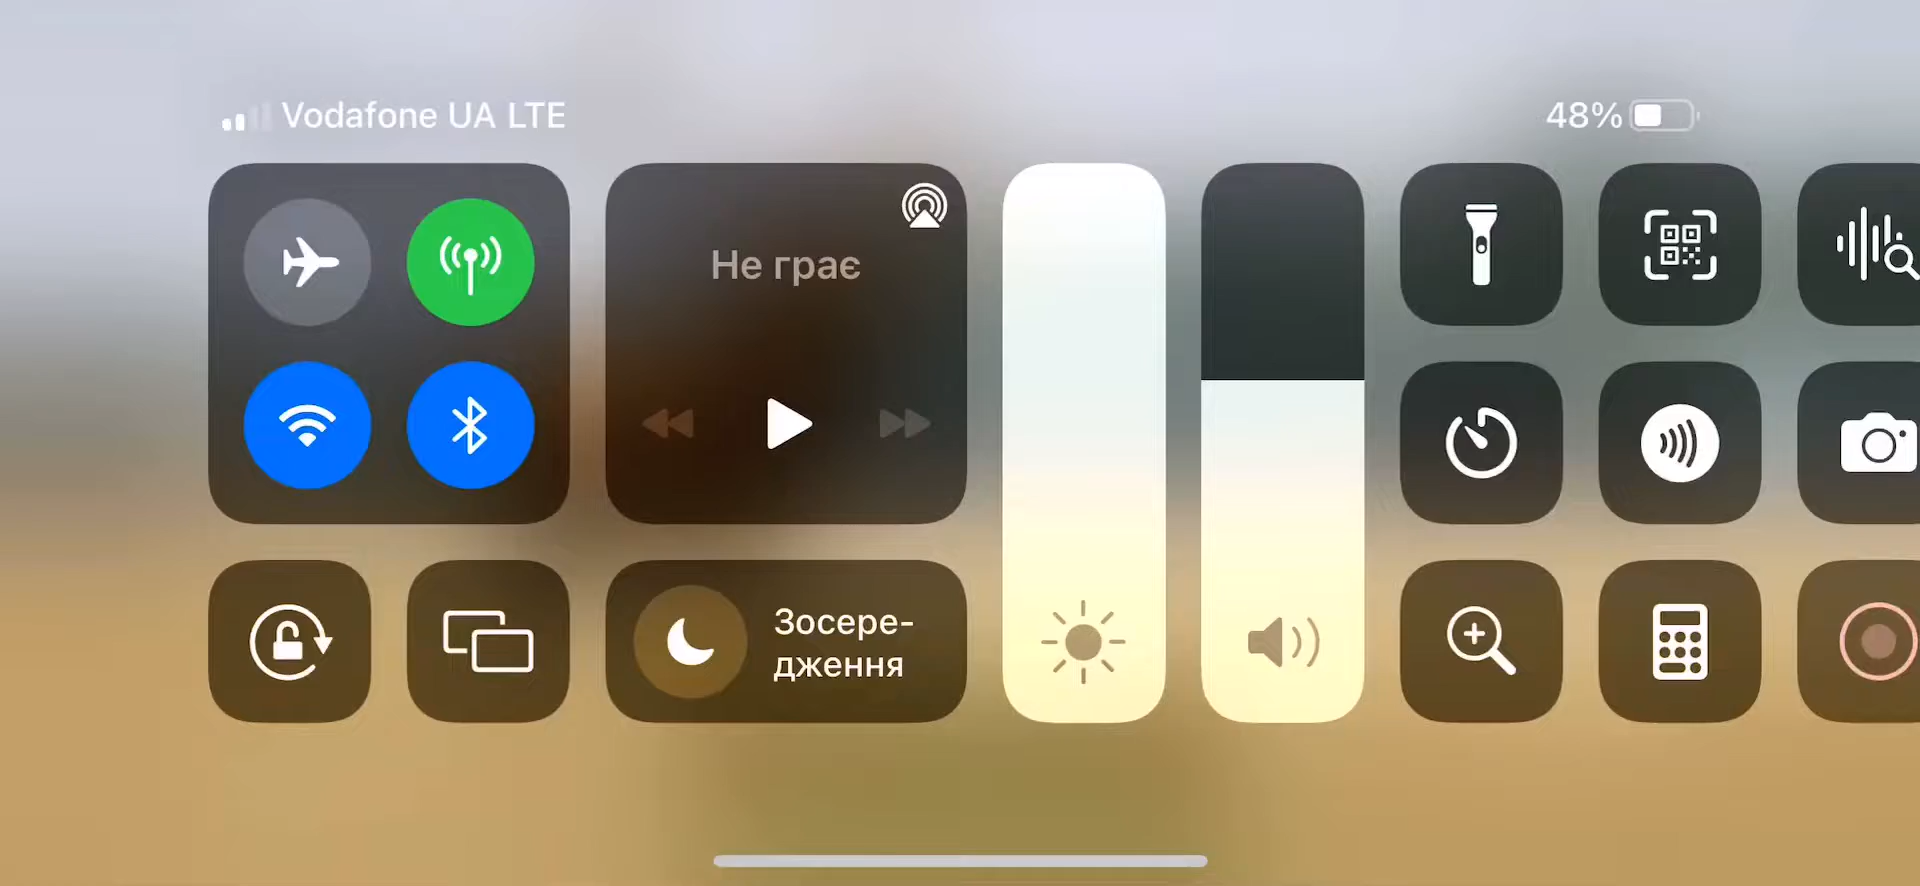 Vodafone UA LTE
48%
Не грає
Зосере-
дження